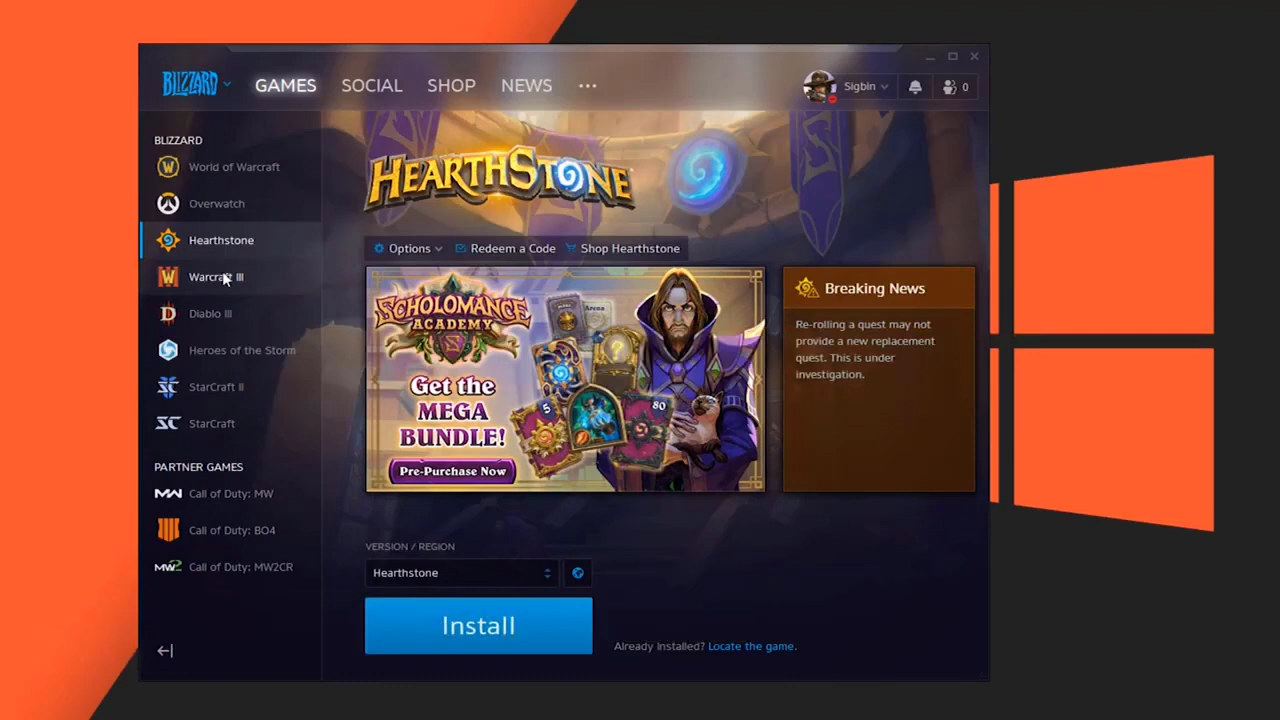 BLIZZARD
GAMES
SOCIAL
SHOP
NEWS
Sigbin
0
BLIZZARD
World of Warcraft
Overwatch
Hearthstone
Warcraft III
Diablo III
Heroes of the Storm
StarCraft II
StarCraft
PARTNER GAMES
Call of Duty: MW
Call of Duty: BO4
Call of Duty: MW2CR
HEARTHSTONE
Options
Redeem a Code
Shop Hearthstone
SCHOLOMANCE
ACADEMY
Get the
MEGA
BUNDLE!
Pre-Purchase Now
Arena
5
80
Breaking News
Re-rolling a quest may not
provide a new replacement
quest. This is under
investigation.
VERSION / REGION
Hearthstone
Install
Already Installed? Locate the game.